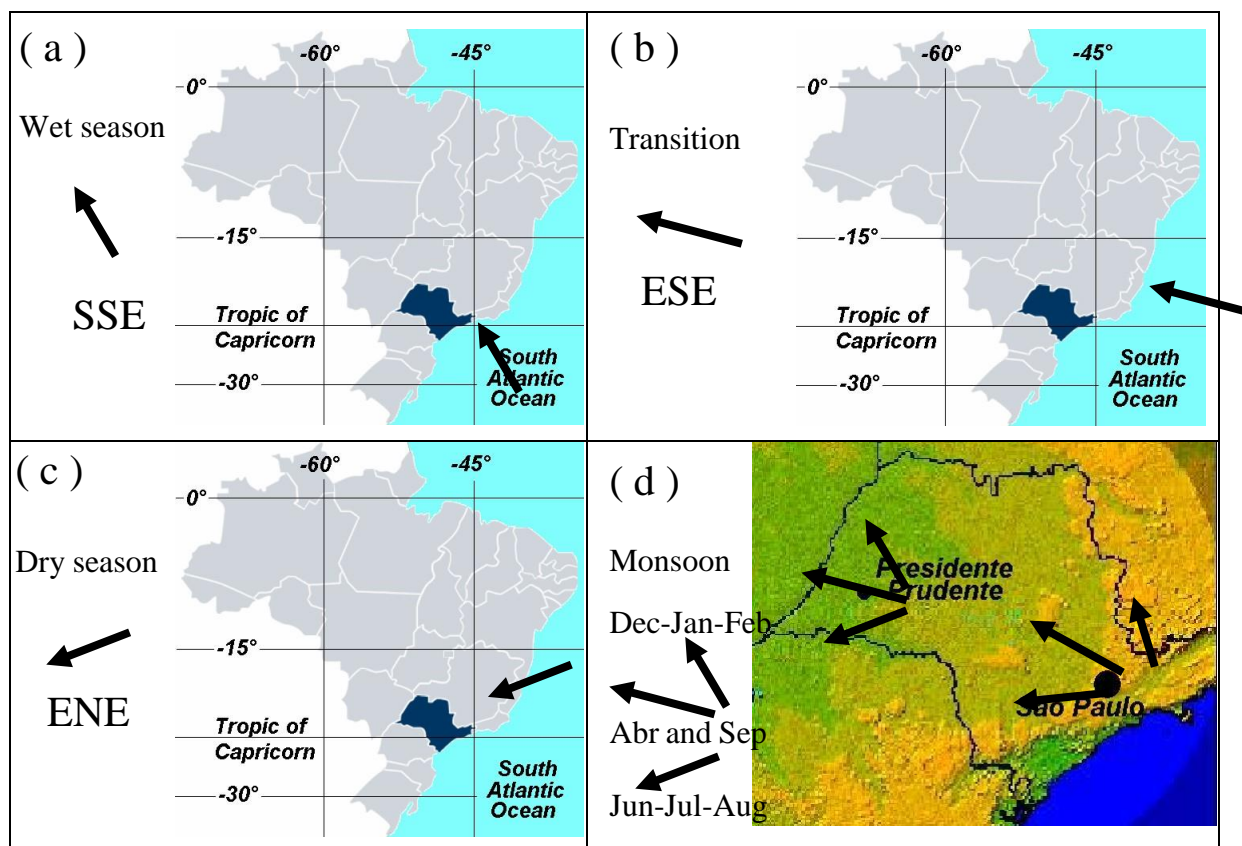 ( a )
-60°
-45°
0°
Wet season
-15°
SSE
Tropic of
Capricorn
South
Atlantic
Ocean
-30°
( b )
-60°
-45°
0°
Transition
-15°
ESE
Tropic of
Capricorn
South
Atlantic
Ocean
-30°
( c )
-60°
-45°
0°
Dry season
-15°
ENE
Tropic of
Capricorn
South
Atlantic
Ocean
-30°
( d )
Monsoon
Dec-Jan-Feb
Abr and Sep
Jun-Jul-Aug
Presidente
Prudente
São Paulo